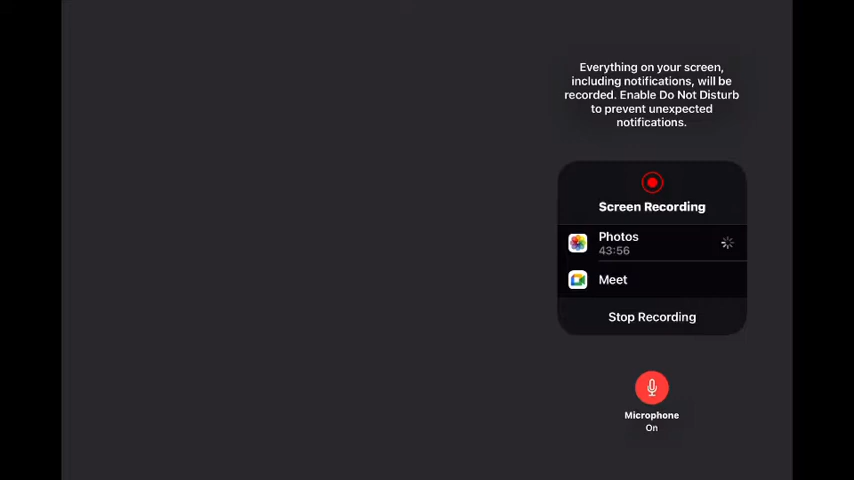 Everything on your screen,
including notifications, will be
recorded. Enable Do Not Disturb
to prevent unexpected
notifications.
Screen Recording
Photos
43:56
Meet
Stop Recording
Microphone
On